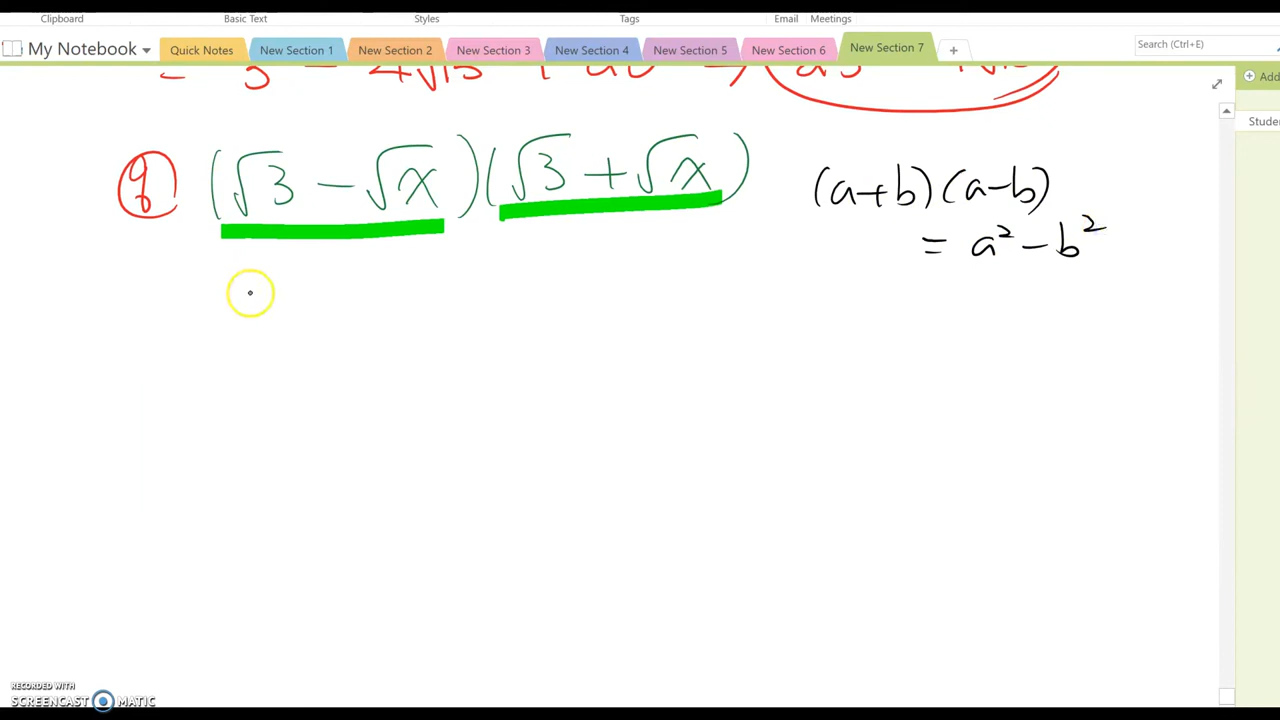 Clipboard Basic Text Styles Tags Email Meetings
My Notebook Quick Notes New Section 1 New Section 2 New Section 3 New Section 4 New Section 5 New Section 6 New Section 7 + Search (Ctrl+E)
Add
Stude
q (√3 − √x)(√3 + √x)
(a+b)(a−b)
= a² − b²
RECORDED WITH
SCREENCAST MATIC